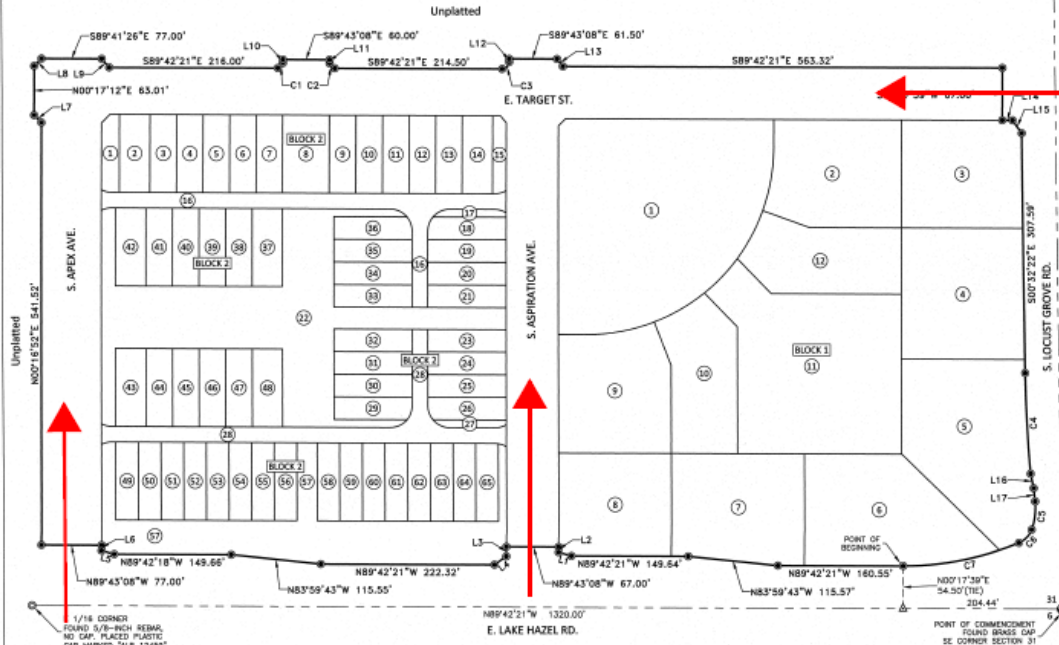 Unplatted
S89°41'26"E 77.00'
L10
S89°43'08"E 60.00'
L11
L12
S89°43'08"E 61.50'
L13
L8 L9
S89°42'21"E 216.00'
C1 C2
S89°42'21"E 214.50'
C3
S89°42'21"E 563.32'
N00°17'12"E 63.01'
E. TARGET ST.
L14
L15
L7
BLOCK 2
1 2 3 4 5 6 7 8 9 10 11 12 13 14 15
1
2
3
16
17
18
19
20
21
36
35
34
33
16
42 41 40 39 38 37
BLOCK 2
12
4
S00°32'22"E 307.59'
S. LOCUST GROVE RD.
S. APEX AVE.
S. ASPIRATION AVE.
N00°16'52"E 541.52'
Unplatted
22
32
31
30
29
BLOCK 2
28
23
24
25
26
27
43 44 45 46 47 48
28
9
10
BLOCK 1
11
5
C4
BLOCK 2
49 50 51 52 53 54 55 56 57 58 59 60 61 62 63 64 65
57
8
7
6
L16
L17
C5
C6
C7
POINT OF
BEGINNING
L6
L5
N89°43'08"W 77.00'
N89°42'18"W 149.66'
N83°59'43"W 115.55'
N89°42'21"W 222.32'
L3
L2
L1
N89°43'08"W 67.00'
N89°42'21"W 149.64'
N83°59'43"W 115.57'
N89°42'21"W 160.55'
N00°17'39"E
54.50'(TIE)
204.44'
31
6
N89°42'21"W 1320.00'
E. LAKE HAZEL RD.
1/16 CORNER
FOUND 5/8-INCH REBAR,
NO CAP. PLACED PLASTIC
POINT OF COMMENCEMENT
FOUND BRASS CAP
SE CORNER SECTION 31